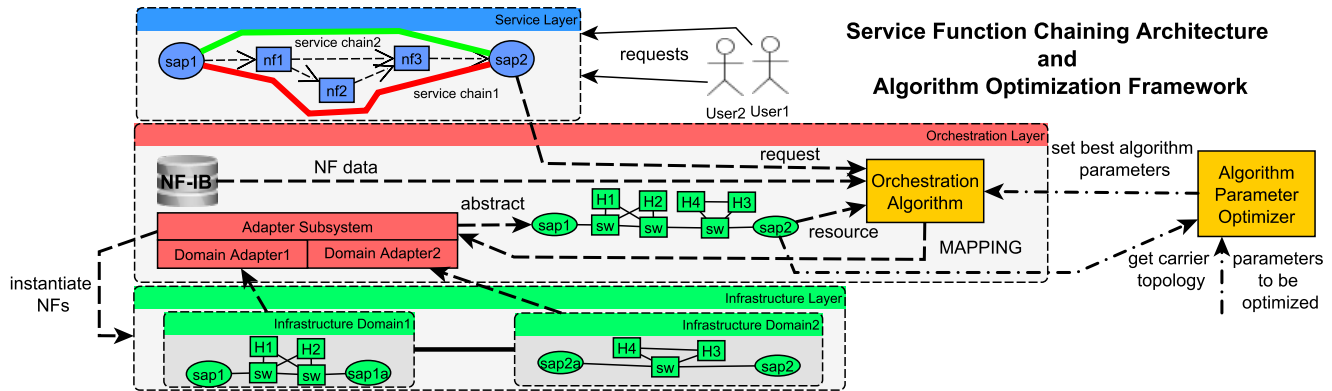 Service Layer
Service Function Chaining Architecture
and
Algorithm Optimization Framework
service chain2
sap1
nf1
nf3
sap2
nf2
service chain1
requests
User2
User1
Orchestration Layer
NF-IB
NF data
request
set best algorithm
parameters
Orchestration
Algorithm
Algorithm
Parameter
Optimizer
abstract
H1
H2
H4
H3
sap1
sw
sw
sw
sap2
resource
MAPPING
Adapter Subsystem
Domain Adapter1
Domain Adapter2
instantiate
NFs
get carrier
topology
parameters
to be
optimized
Infrastructure Layer
Infrastructure Domain1
H1
H2
sap1
sw
sw
sap1a
Infrastructure Domain2
H4
H3
sap2a
sw
sap2